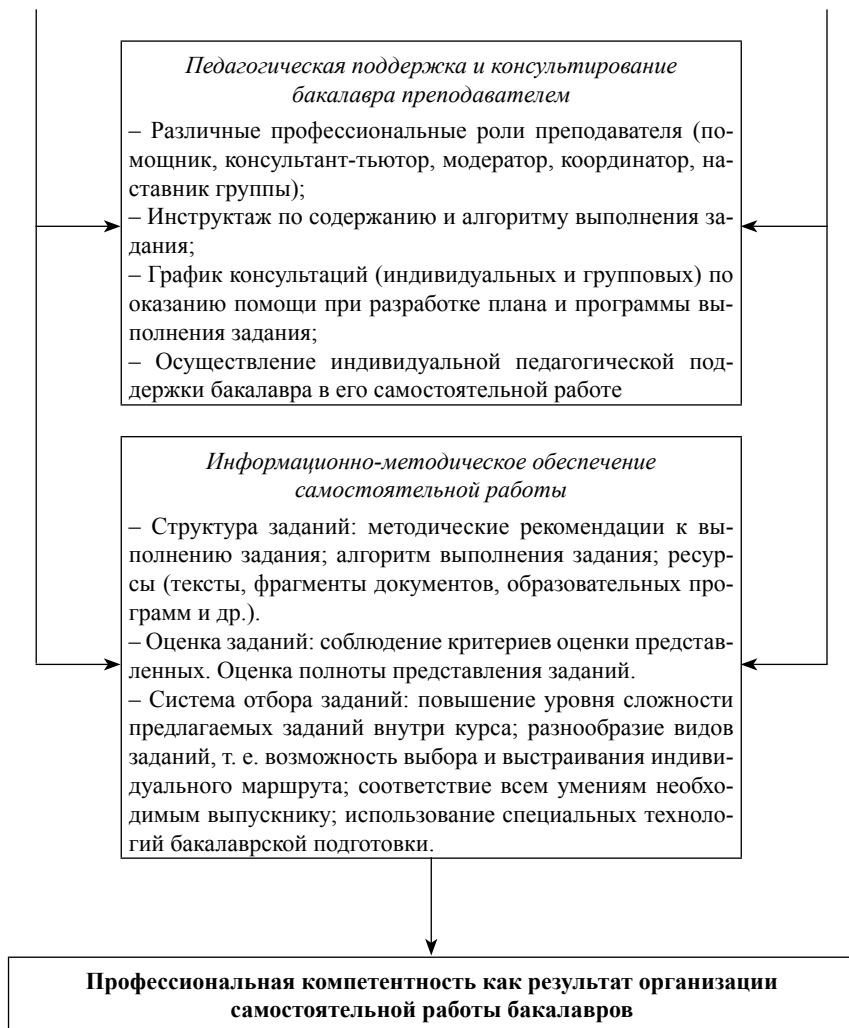 Педагогическая поддержка и консультирование
бакалавра преподавателем
– Различные профессиональные роли преподавателя (по-
мощник, консультант-тьютор, модератор, координатор, на-
ставник группы);
– Инструктаж по содержанию и алгоритму выполнения за-
дания;
– График консультаций (индивидуальных и групповых) по
оказанию помощи при разработке плана и программы вы-
полнения задания;
– Осуществление индивидуальной педагогической под-
держки бакалавра в его самостоятельной работе
Информационно-методическое обеспечение
самостоятельной работы
– Структура заданий: методические рекомендации к вы-
полнению задания; алгоритм выполнения задания; ресур-
сы (тексты, фрагменты документов, образовательных про-
грамм и др.).
– Оценка заданий: соблюдение критериев оценки представ-
ленных. Оценка полноты представления заданий.
– Система отбора заданий: повышение уровня сложности
предлагаемых заданий внутри курса; разнообразие видов
заданий, т. е. возможность выбора и выстраивания индиви-
дуального маршрута; соответствие всем умениям необхо-
димым выпускнику; использование специальных техноло-
гий бакалаврской подготовки.
Профессиональная компетентность как результат организации
самостоятельной работы бакалавров